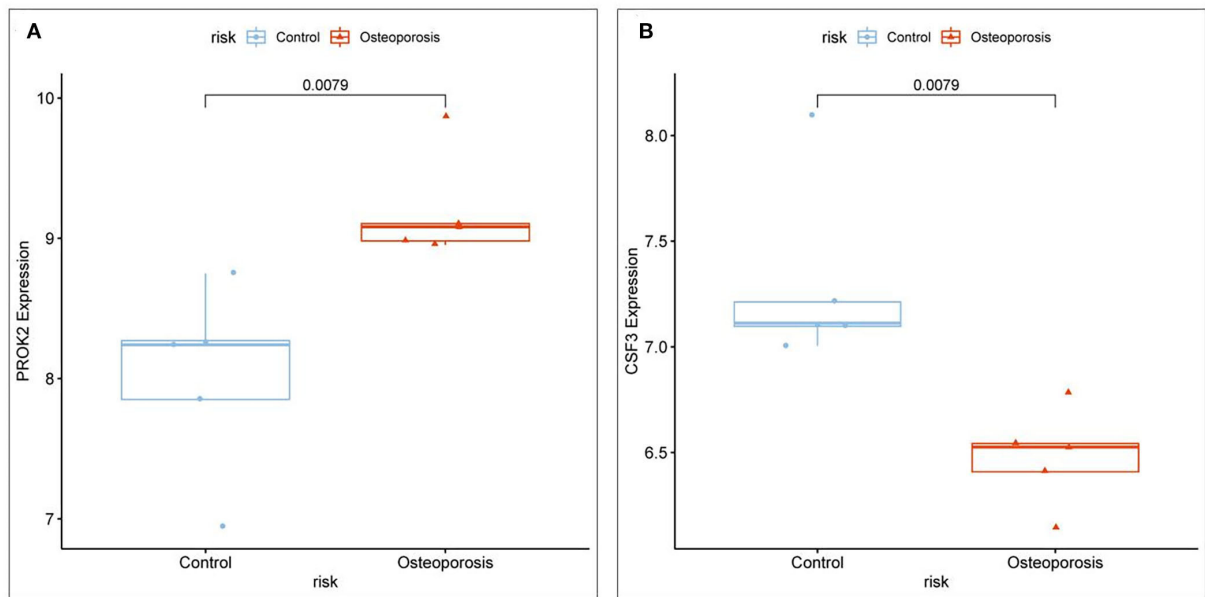 A
risk Control Osteoporosis
0.0079
10
9
8
7
PROK2 Expression
Control Osteoporosis
risk
B
risk Control Osteoporosis
0.0079
8.0
7.5
7.0
6.5
CSF3 Expression
Control Osteoporosis
risk